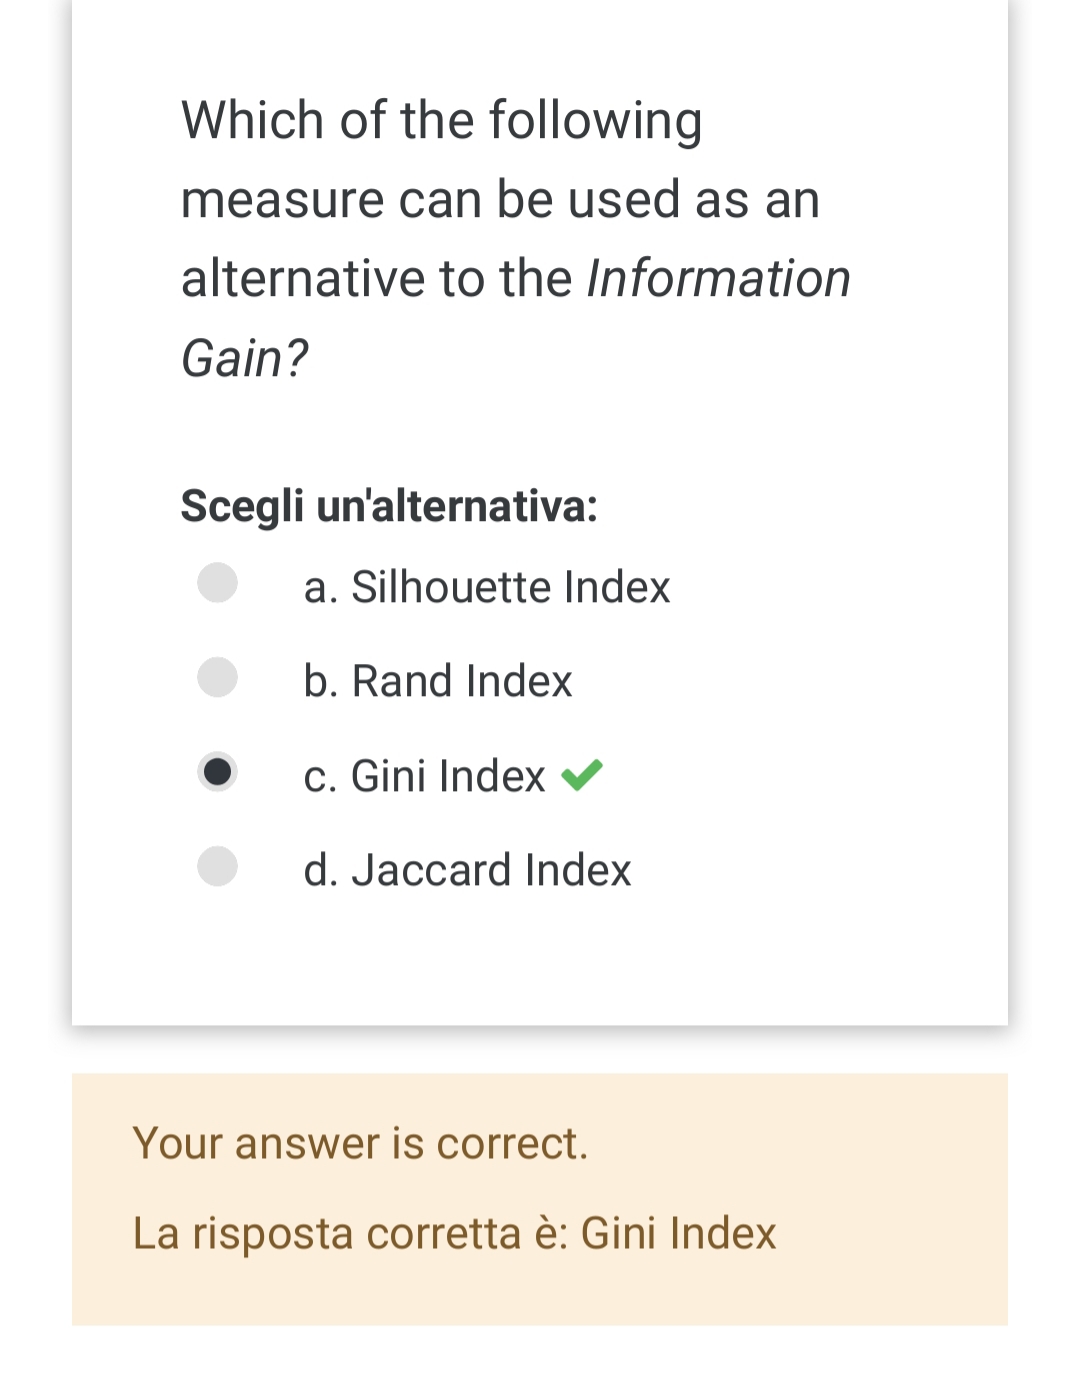 Which of the following
measure can be used as an
alternative to the Information
Gain?
Scegli un'alternativa:
a. Silhouette Index
b. Rand Index
c. Gini Index
d. Jaccard Index
Your answer is correct.
La risposta corretta è: Gini Index